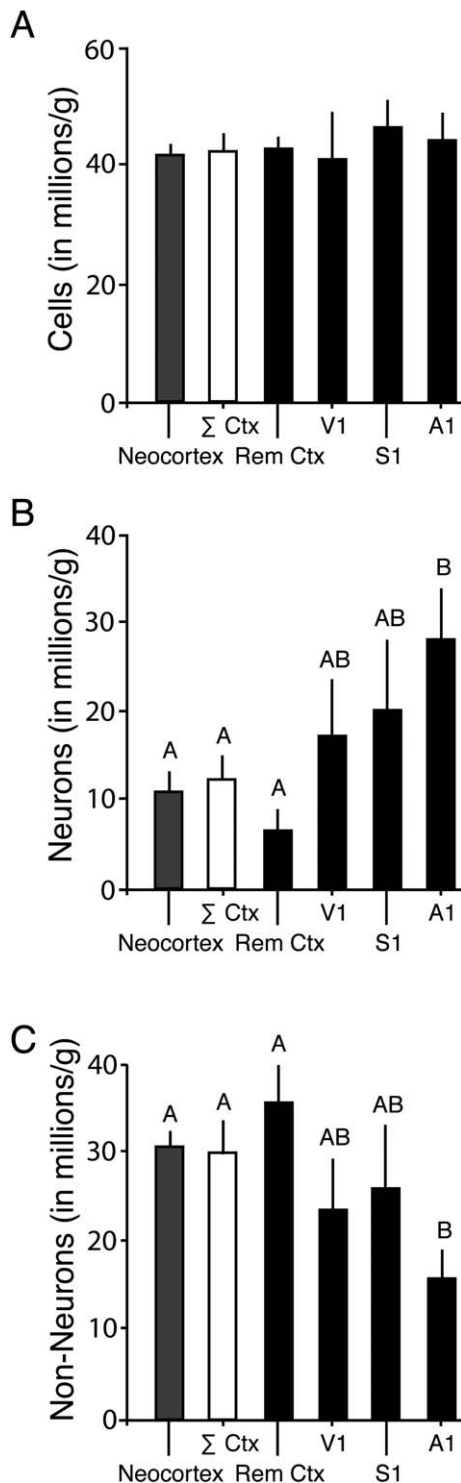 A
Cells (in millions/g)
60
40
20
0
∑ Ctx V1 A1
Neocortex Rem Ctx S1
B
Neurons (in millions/g)
40
30
20
10
0
A A A AB AB B
∑ Ctx V1 A1
Neocortex Rem Ctx S1
C
Non-Neurons (in millions/g)
40
30
20
10
0
A A A AB AB B
∑ Ctx V1 A1
Neocortex Rem Ctx S1